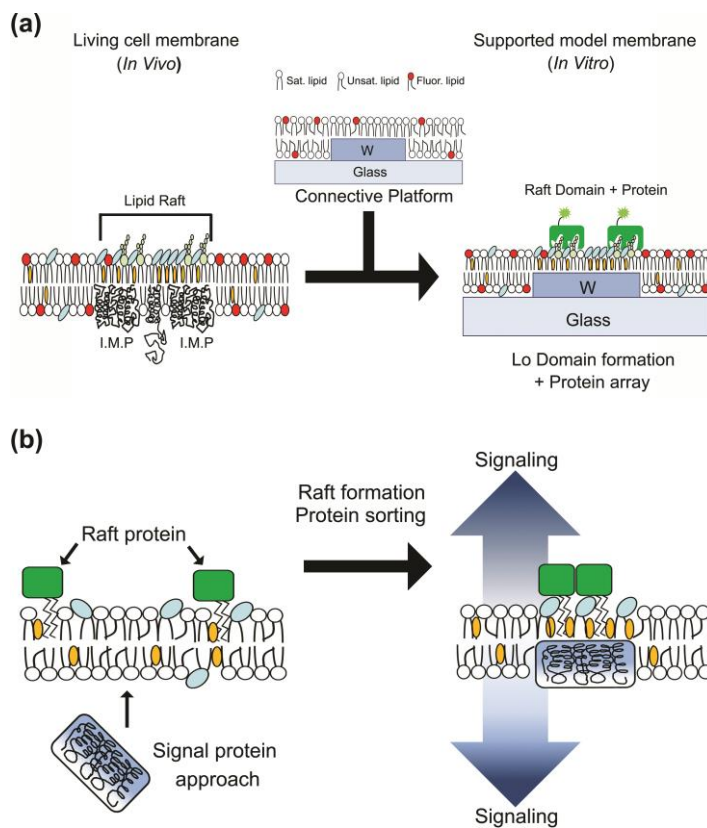 (a)
Living cell membrane
(In Vivo)
Supported model membrane
(In Vitro)
Sat. lipid Unsat. lipid Fluor. lipid
W
Glass
Connective Platform
Lipid Raft
I.M.P I.M.P
Raft Domain + Protein
W
Glass
Lo Domain formation
+ Protein array
(b)
Raft protein
Signal protein
approach
Raft formation
Protein sorting
Signaling
Signaling